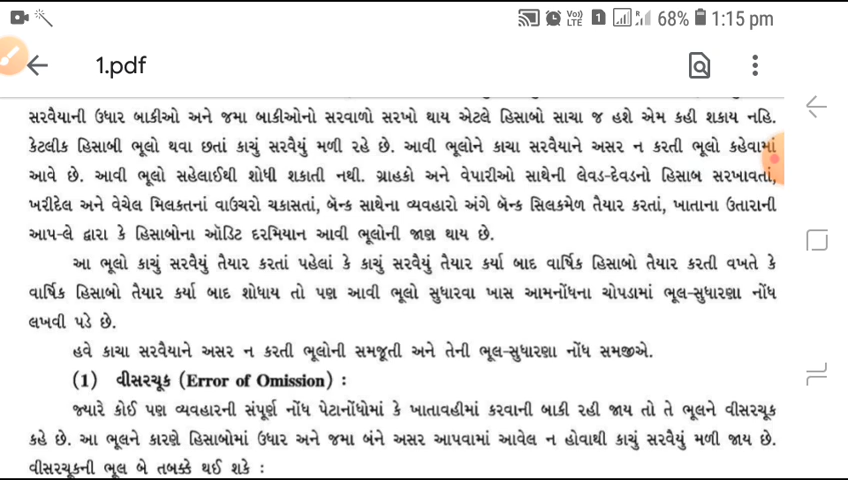 Vo) LTE 1 R 68% 1:15 pm
1.pdf
સરવૈયાની ઉધાર બાકીઓ અને જમા બાકીઓનો સરવાળો સરખો થાય એટલે હિસાબો સાચા જ હશે એમ કહી શકાય નહિ.
કેટલીક હિસાબી ભૂલો થવા છતાં કાચું સરવૈયું મળી રહે છે. આવી ભૂલોને કાચા સરવૈયાને અસર ન કરતી ભૂલો કહેવામાં
આવે છે. આવી ભૂલો સહેલાઈથી શોધી શકાતી નથી. ગ્રાહકો અને વેપારીઓ સાથેની લેવડ-દેવડનો હિસાબ સરખાવતાં,
ખરીદેલ અને વેચેલ મિલકતનાં વાઉચરો ચકાસતાં, બૅન્ક સાથેના વ્યવહારો અંગે બૅન્ક સિલકમેળ તૈયાર કરતાં, ખાતાના ઉતારાની
આપ-લે દ્વારા કે હિસાબોના ઑડિટ દરમિયાન આવી ભૂલોની જાણ થાય છે.
આ ભૂલો કાચું સરવૈયું તૈયાર કરતાં પહેલાં કે કાચું સરવૈયું તૈયાર કર્યા બાદ વાર્ષિક હિસાબો તૈયાર કરતી વખતે કે
વાર્ષિક હિસાબો તૈયાર કર્યા બાદ શોધાય તો પણ આવી ભૂલો સુધારવા ખાસ આમનોંધના ચોપડામાં ભૂલ-સુધારણા નોંધ
લખવી પડે છે.
હવે કાચા સરવૈયાને અસર ન કરતી ભૂલોની સમજૂતી અને તેની ભૂલ-સુધારણા નોંધ સમજીએ.
(1) વીસરચૂક (Error of Omission) :
જ્યારે કોઈ પણ વ્યવહારની સંપૂર્ણ નોંધ પેટાનોંધોમાં કે ખાતાવહીમાં કરવાની બાકી રહી જાય તો તે ભૂલને વીસરચૂક
કહે છે. આ ભૂલને કારણે હિસાબોમાં ઉધાર અને જમા બંને અસર આપવામાં આવેલ ન હોવાથી કાચું સરવૈયું મળી જાય છે.
વીસરચૂકની ભૂલ બે તબક્કે થઈ શકે :